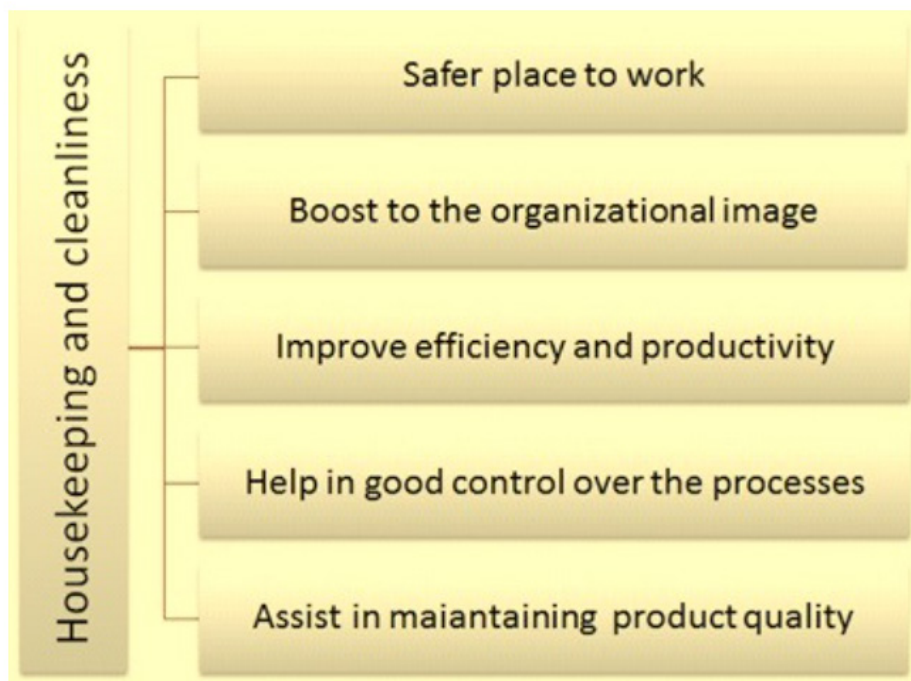 Housekeeping and cleanliness
Safer place to work
Boost to the organizational image
Improve efficiency and productivity
Help in good control over the processes
Assist in maiantaining product quality